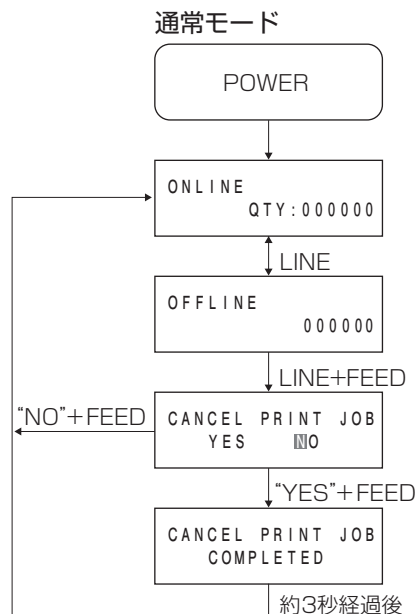 通常モード
POWER
ONLINE
QTY:000000
LINE
OFFLINE
000000
LINE+FEED
“NO”+FEED
CANCEL PRINT JOB
YES NO
“YES”+FEED
CANCEL PRINT JOB
COMPLETED
約3秒経過後